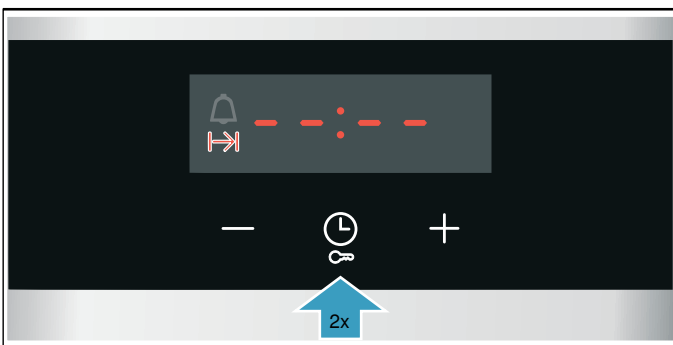 – –:– –
2x